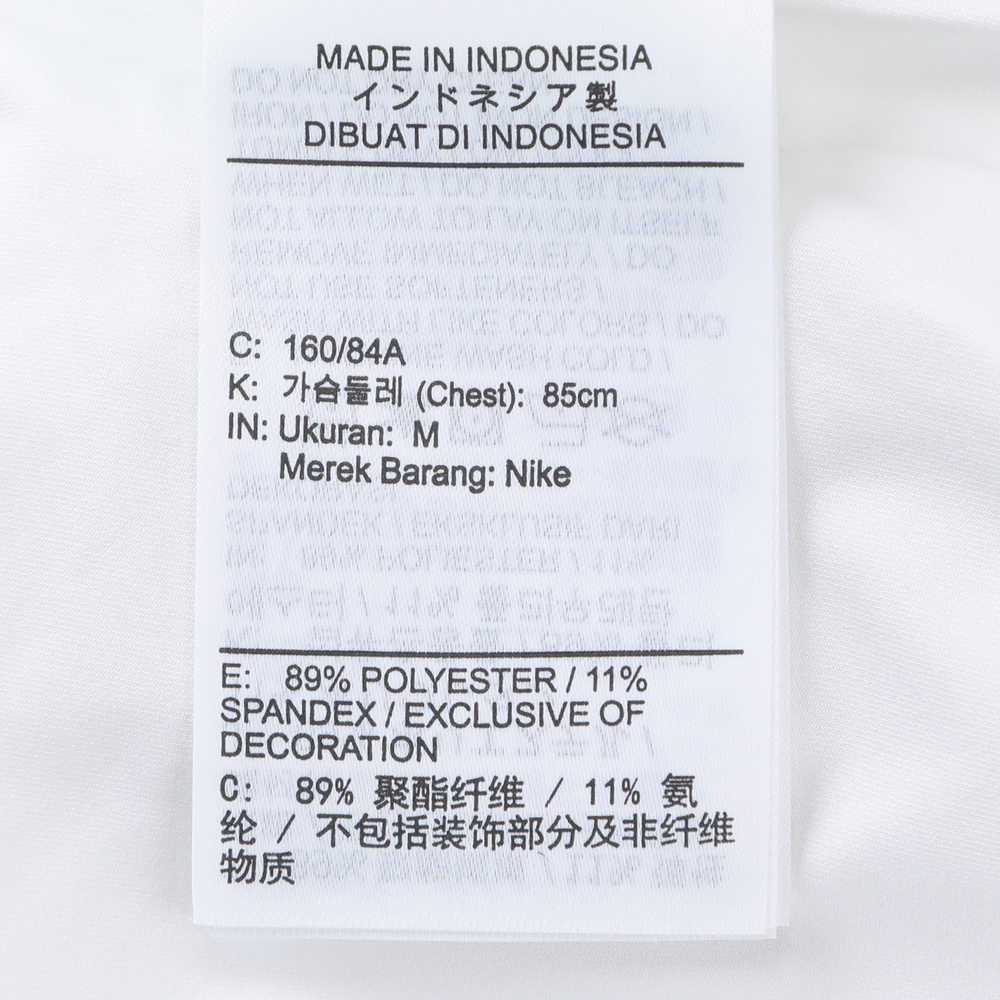 MADE IN INDONESIA
インドネシア製
DIBUAT DI INDONESIA
C: 160/84A
K: 가슴둘레 (Chest): 85cm
IN: Ukuran: M
Merek Barang: Nike
E: 89% POLYESTER / 11%
SPANDEX / EXCLUSIVE OF
DECORATION
C: 89% 聚酯纤维 / 11% 氨
纶 / 不包括装饰部分及非纤维
物质